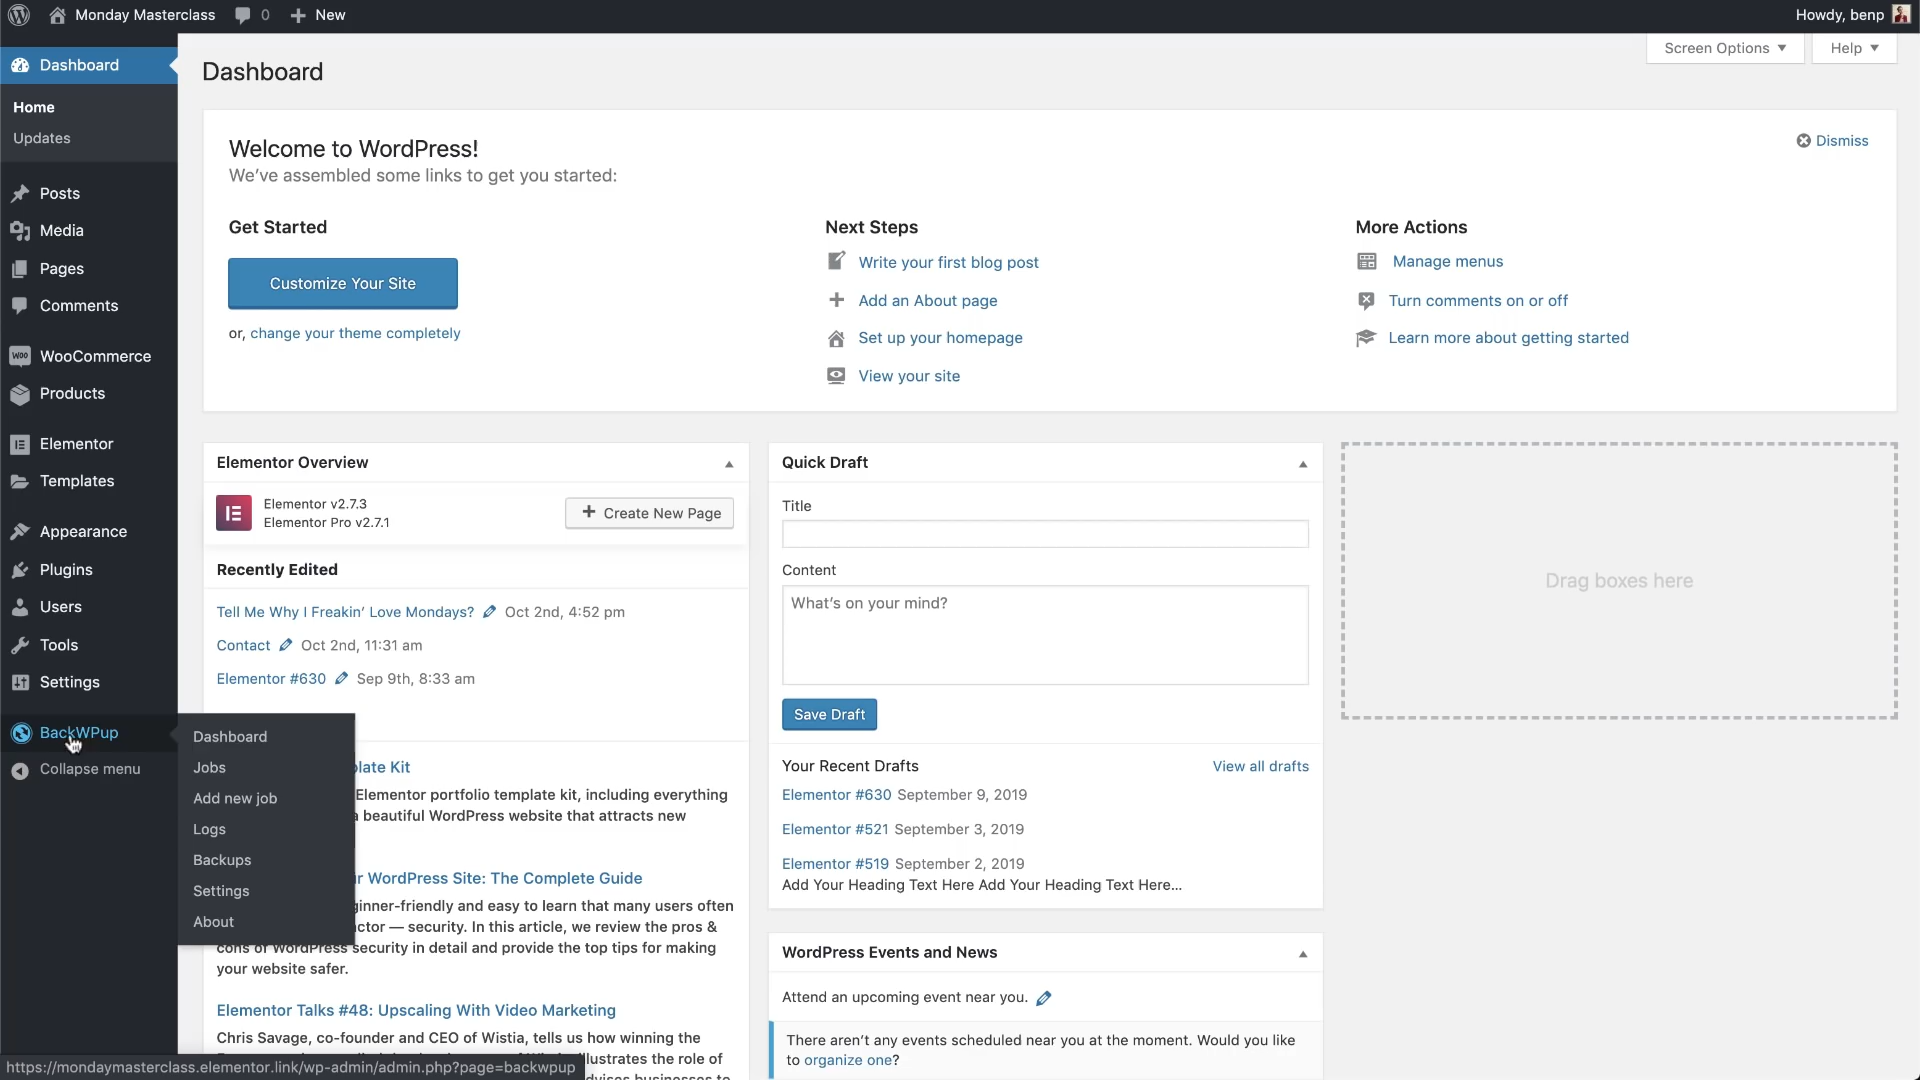 Monday Masterclass
0
New
Howdy, benp
Screen Options
Help
Dashboard
Home
Updates
Posts
Media
Pages
Comments
WooCommerce
Products
Elementor
Templates
Appearance
Plugins
Users
Tools
Settings
BackWPup
Collapse menu
Dashboard
Jobs
Add new job
Logs
Backups
Settings
About
Dashboard
Welcome to WordPress!
We've assembled some links to get you started:
Dismiss
Get Started
Customize Your Site
or, change your theme completely
Next Steps
Write your first blog post
Add an About page
Set up your homepage
View your site
More Actions
Manage menus
Turn comments on or off
Learn more about getting started
Elementor Overview
Elementor v2.7.3
Elementor Pro v2.7.1
Create New Page
Recently Edited
Tell Me Why I Freakin' Love Mondays? Oct 2nd, 4:52 pm
Contact Oct 2nd, 11:31 am
Elementor #630 Sep 9th, 8:33 am
late Kit
Elementor portfolio template kit, including everything
a beautiful WordPress website that attracts new
r WordPress Site: The Complete Guide
ginner-friendly and easy to learn that many users often
ctor — security. In this article, we review the pros &
cons of WordPress security in detail and provide the top tips for making
your website safer.
Elementor Talks #48: Upscaling With Video Marketing
Chris Savage, co-founder and CEO of Wistia, tells us how winning the
llustrates the role of
Quick Draft
Title
Content
What's on your mind?
Save Draft
Your Recent Drafts
View all drafts
Elementor #630 September 9, 2019
Elementor #521 September 3, 2019
Elementor #519 September 2, 2019
Add Your Heading Text Here Add Your Heading Text Here...
WordPress Events and News
Attend an upcoming event near you.
There aren't any events scheduled near you at the moment. Would you like
to organize one?
Drag boxes here
https://mondaymasterclass.elementor.link/wp-admin/admin.php?page=backwpup